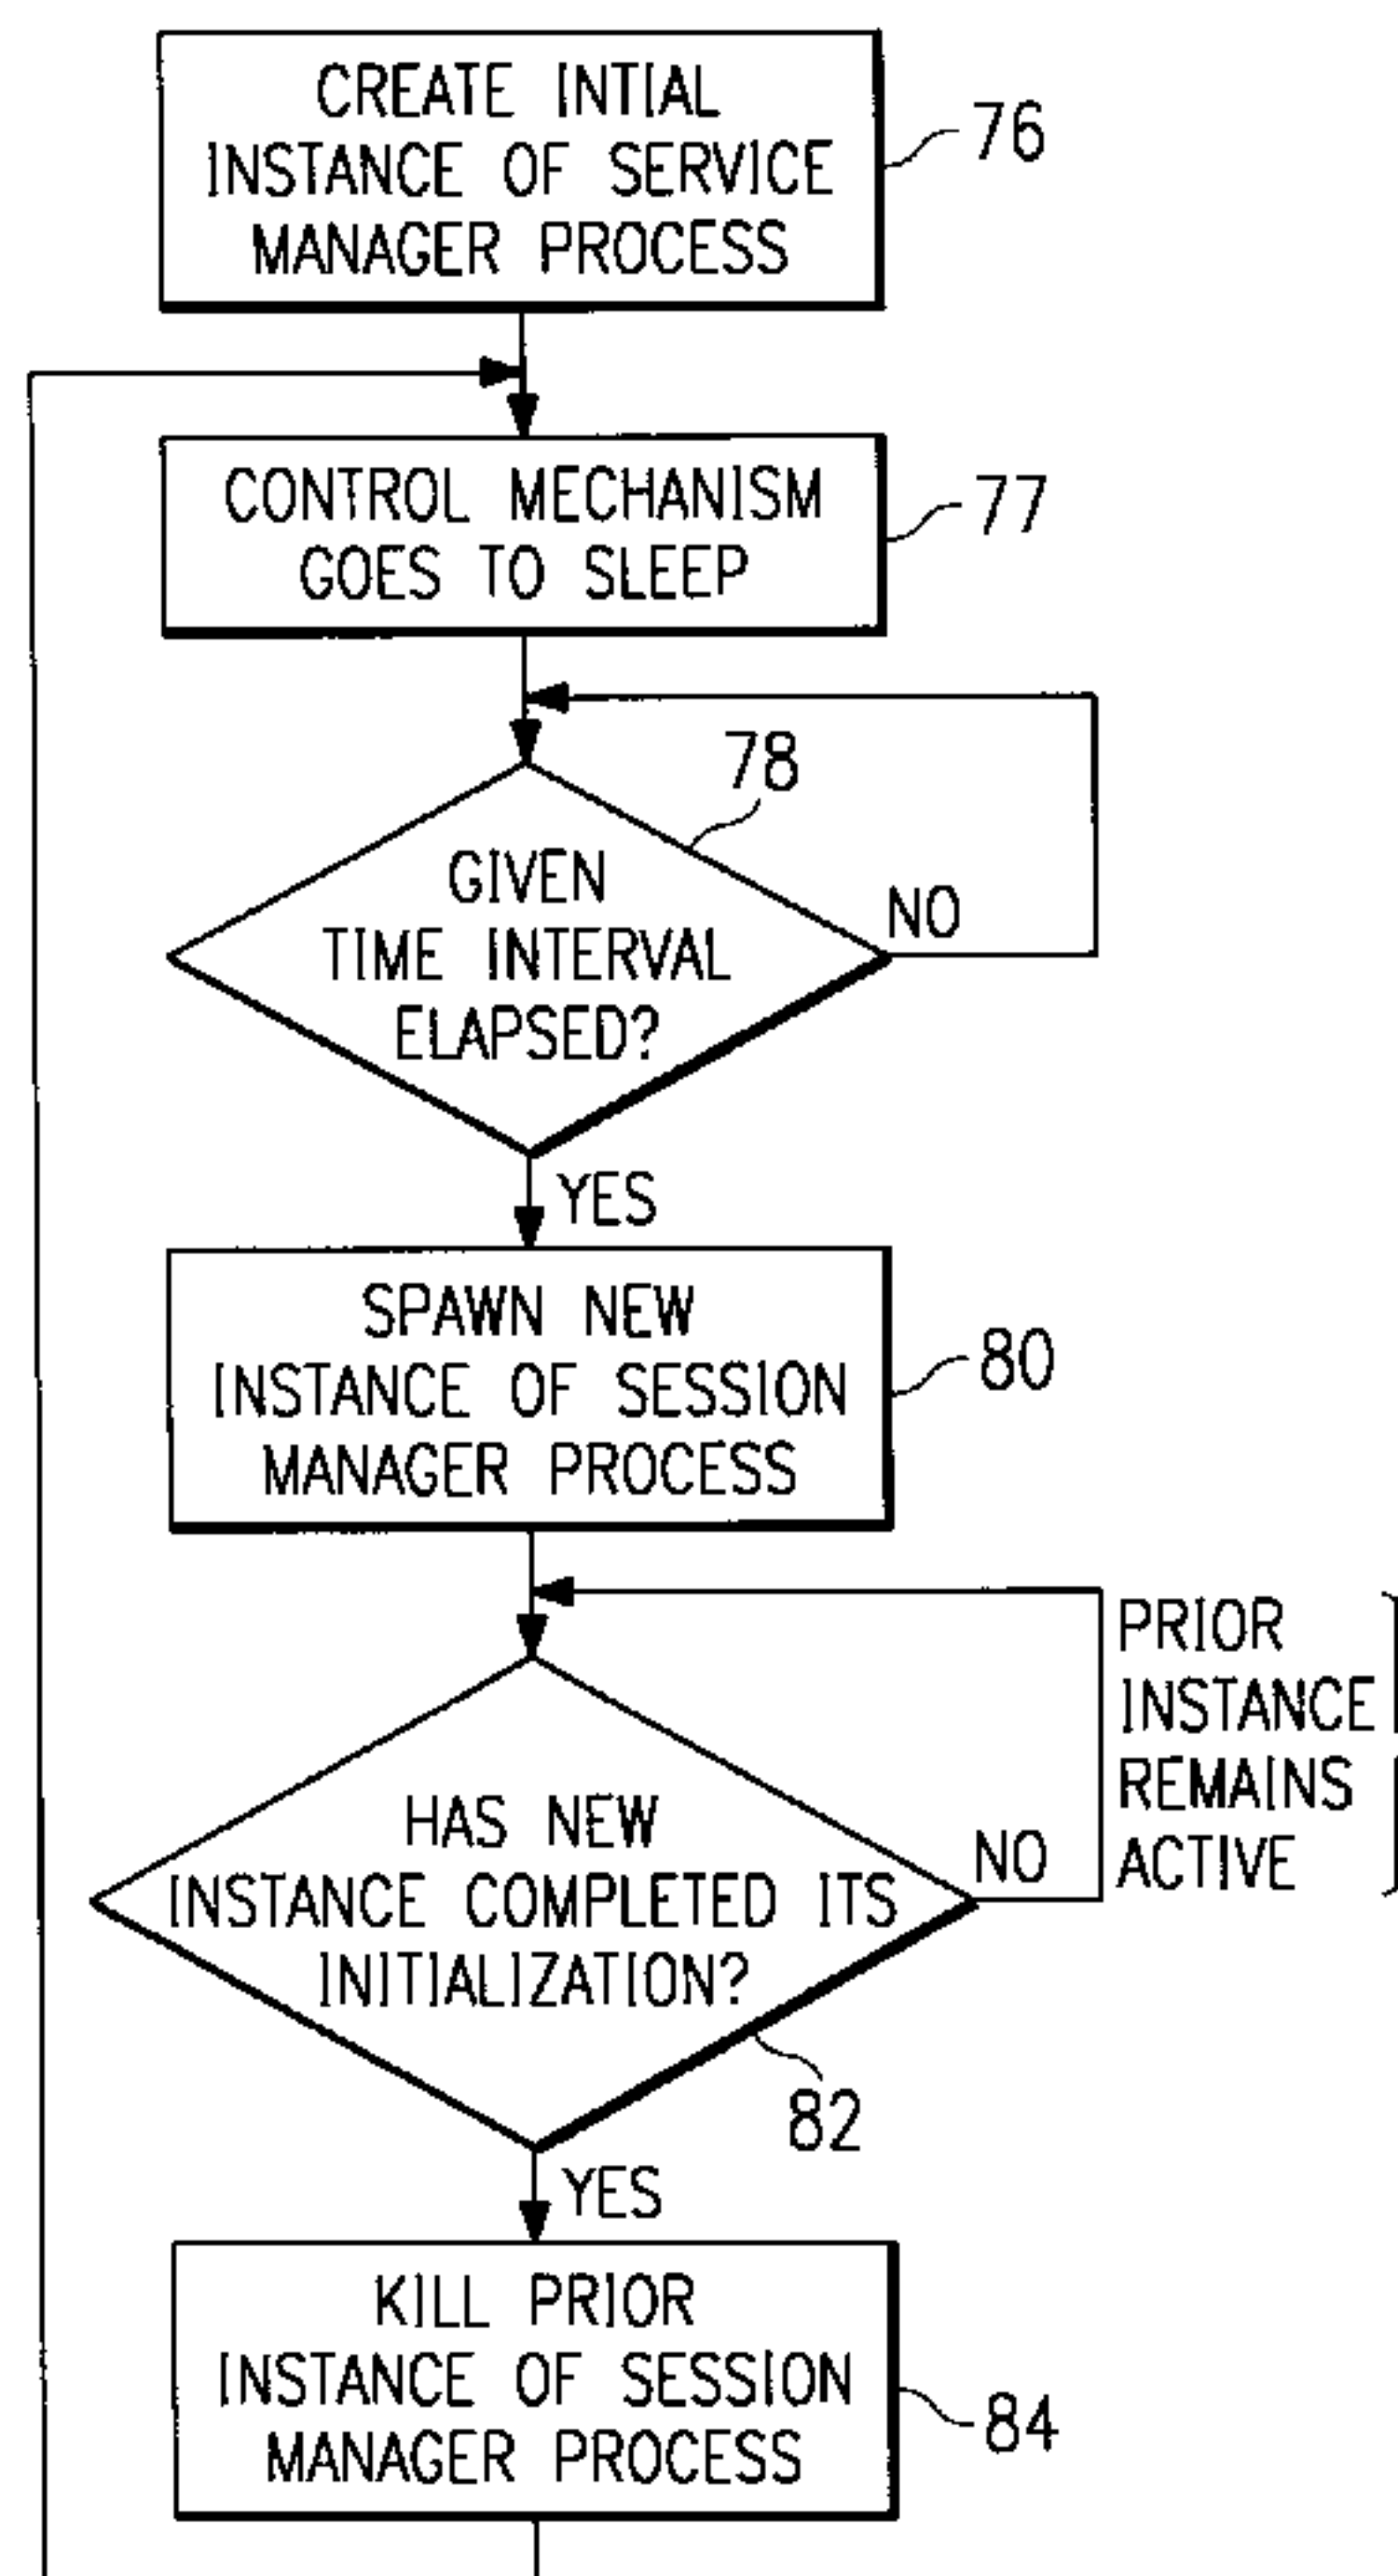 CREATE INTIAL
INSTANCE OF SERVICE
MANAGER PROCESS
76
CONTROL MECHANISM
GOES TO SLEEP
77
78
GIVEN
TIME INTERVAL
ELAPSED?
NO
YES
SPAWN NEW
INSTANCE OF SESSION
MANAGER PROCESS
80
PRIOR
INSTANCE
REMAINS
ACTIVE
HAS NEW
INSTANCE COMPLETED ITS
INITIALIZATION?
NO
82
YES
KILL PRIOR
INSTANCE OF SESSION
MANAGER PROCESS
84